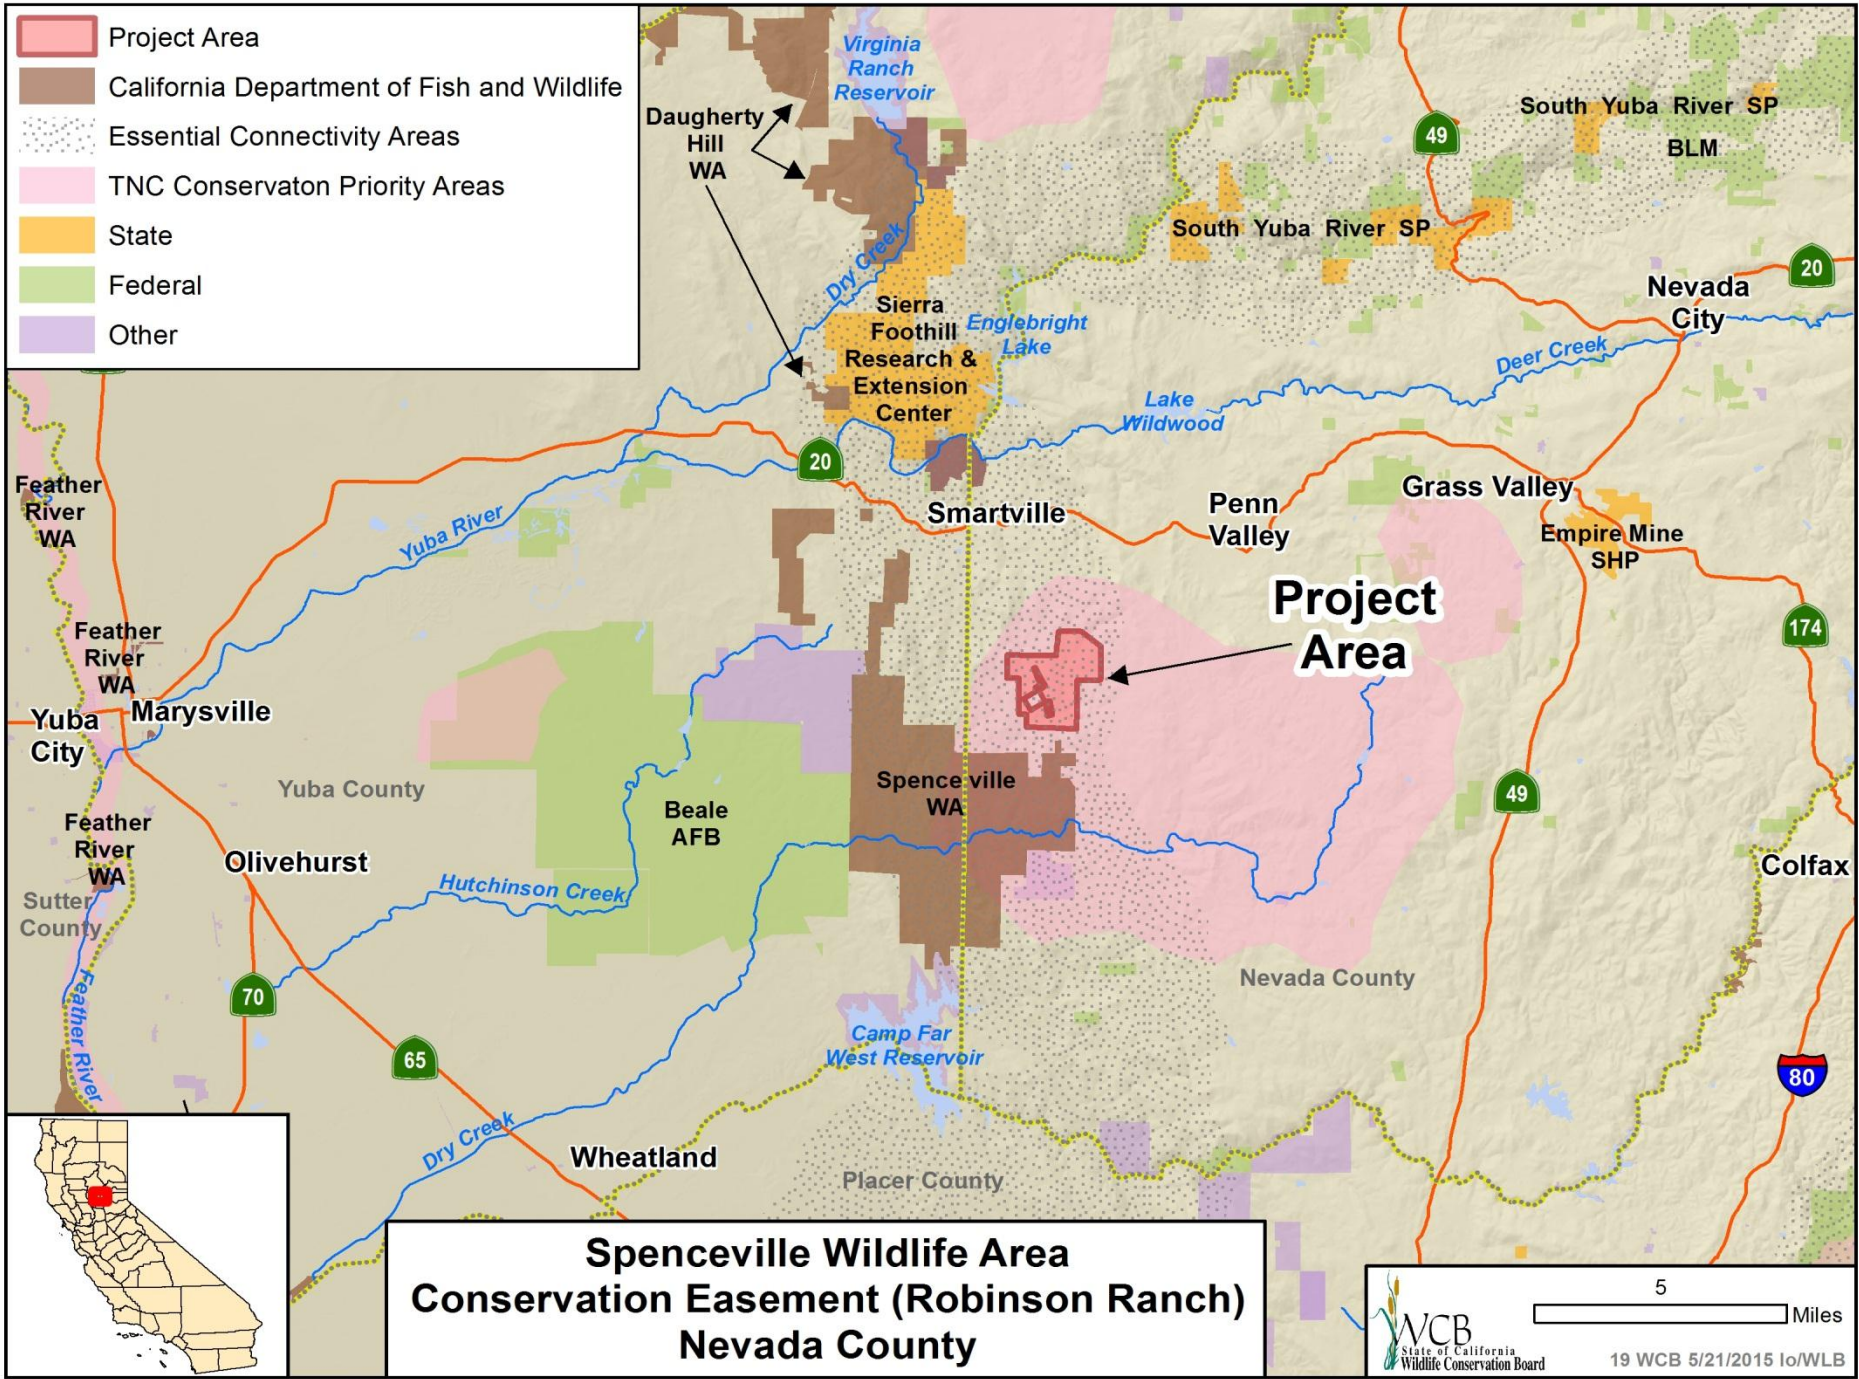 Project Area
California Department of Fish and Wildlife
Essential Connectivity Areas
TNC Conservaton Priority Areas
State
Federal
Other
Virginia
Ranch
Reservoir
Daugherty
Hill
WA
Dry Creek
Sierra
Foothill
Research &
Extension
Center
Englebright
Lake
49
South Yuba River SP
BLM
South Yuba River SP
20
Nevada
City
Deer Creek
Lake
Wildwood
20
Feather
River
WA
Yuba River
Smartville
Penn
Valley
Grass Valley
Empire Mine
SHP
Project
Area
174
Feather
River
WA
Yuba
City
Marysville
Yuba County
Beale
AFB
Spenceville
WA
49
Feather
River
WA
Olivehurst
Hutchinson Creek
Colfax
Sutter
County
Nevada County
70
Feather River
65
Camp Far
West Reservoir
80
Dry Creek
Wheatland
Placer County
Spenceville Wildlife Area
Conservation Easement (Robinson Ranch)
Nevada County
5
Miles
WCB
State of California
Wildlife Conservation Board
19 WCB 5/21/2015 lo/WLB